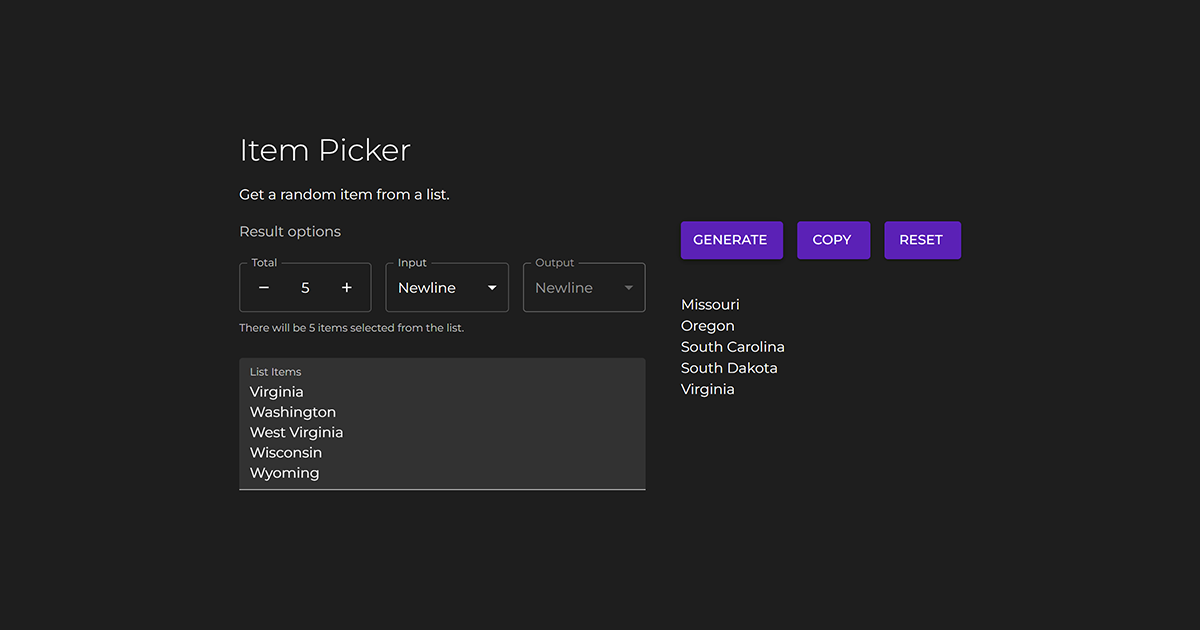 Item Picker
Get a random item from a list.
Result options
Total
Input
Output
− 5 +
Newline
Newline
There will be 5 items selected from the list.
List Items
Virginia
Washington
West Virginia
Wisconsin
Wyoming
GENERATE
COPY
RESET
Missouri
Oregon
South Carolina
South Dakota
Virginia